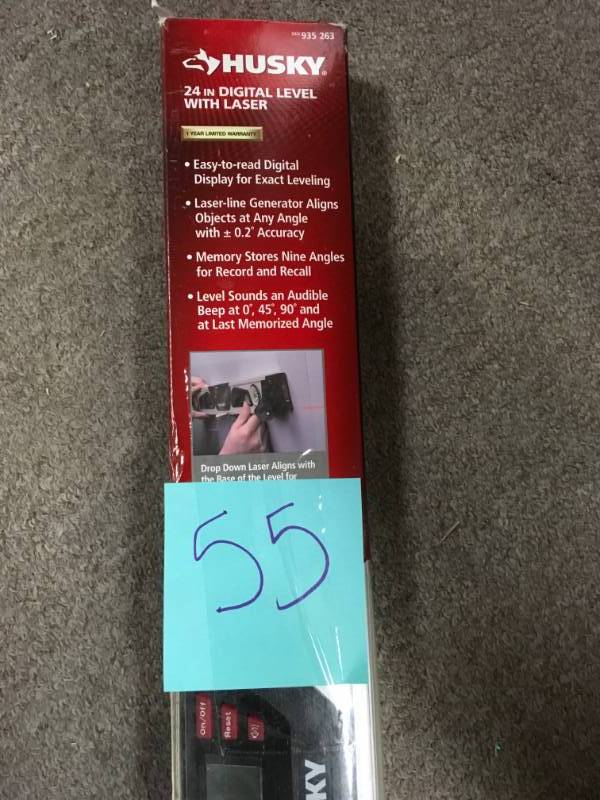 SKU 935 263
HUSKY
24 IN DIGITAL LEVEL
WITH LASER
1 YEAR LIMITED WARRANTY
• Easy-to-read Digital
Display for Exact Leveling
• Laser-line Generator Aligns
Objects at Any Angle
with ± 0.2° Accuracy
• Memory Stores Nine Angles
for Record and Recall
• Level Sounds an Audible
Beep at 0°, 45°, 90° and
at Last Memorized Angle
Drop Down Laser Aligns with
the Base of the Level for
55
On/Off
Reset
KY